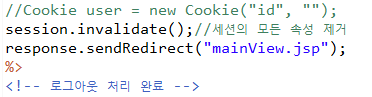 //Cookie user = new Cookie("id", "");
session.invalidate();//세션의 모든 속성 제거
response.sendRedirect("mainView.jsp");
%>
<!-- 로그아웃 처리 완료 -->